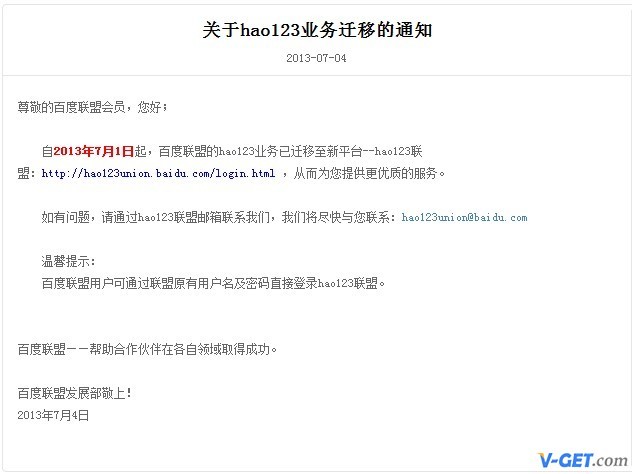 关于hao123业务迁移的通知
2013-07-04
尊敬的百度联盟会员，您好；
自2013年7月1日起，百度联盟的hao123业务已迁移至新平台--hao123联
盟：http://hao123union.baidu.com/login.html ，从而为您提供更优质的服务。
如有问题，请通过hao123联盟邮箱联系我们，我们将尽快与您联系：hao123union@baidu.com
温馨提示：
百度联盟用户可通过联盟原有用户名及密码直接登录hao123联盟。
百度联盟——帮助合作伙伴在各自领域取得成功。
百度联盟发展部敬上！
2013年7月4日
V-GET.com